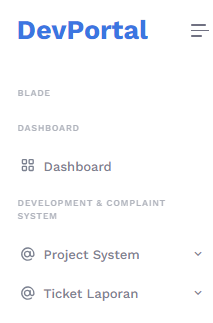 DevPortal
BLADE
DASHBOARD
Dashboard
DEVELOPMENT & COMPLAINT
SYSTEM
Project System
Ticket Laporan